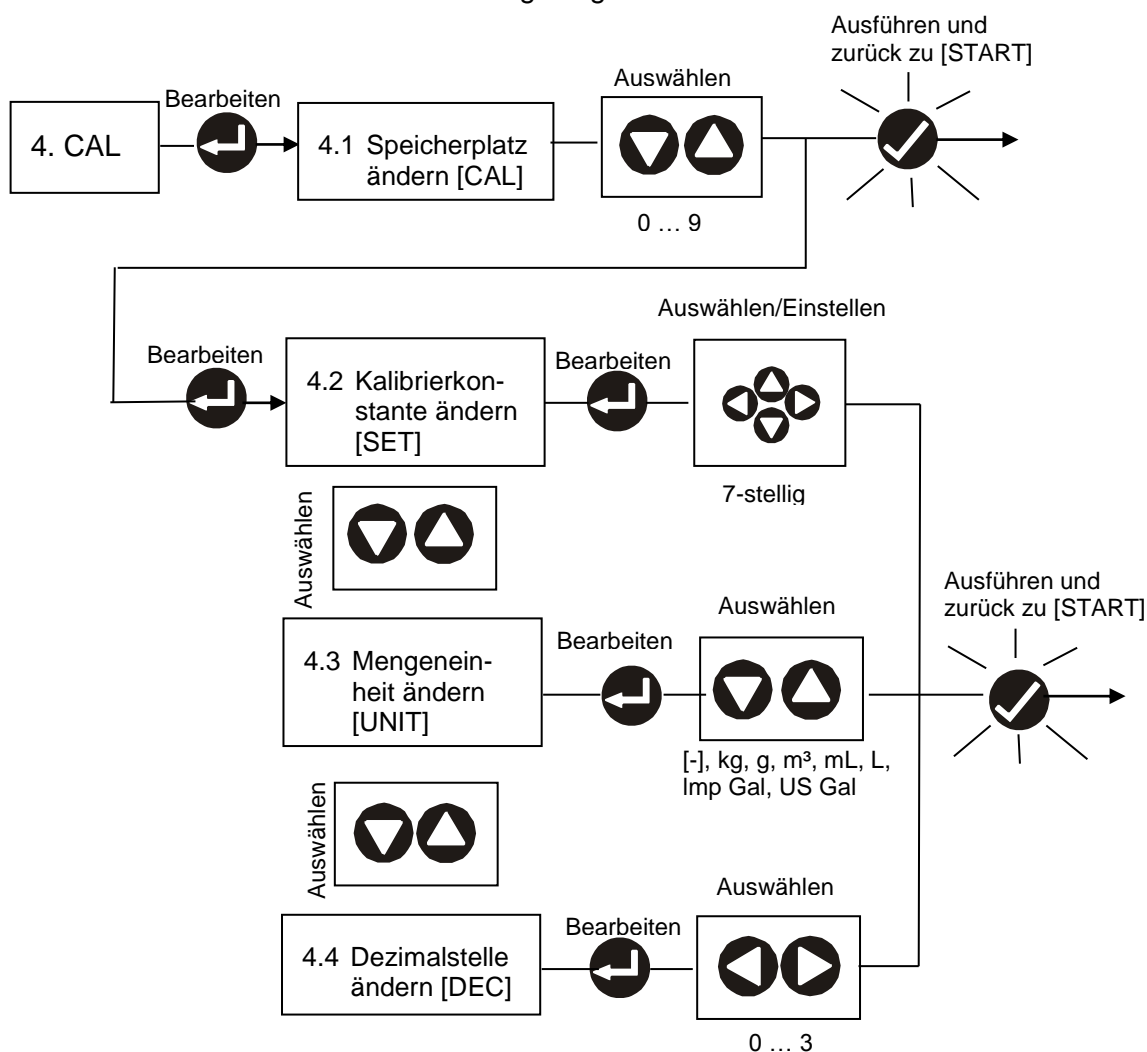 Ausführen und
zurück zu [START]
Auswählen
Bearbeiten
4. CAL
4.1 Speicherplatz
ändern [CAL]
0 … 9
Auswählen/Einstellen
Bearbeiten
Bearbeiten
4.2 Kalibrierkon-
stante ändern
[SET]
7-stellig
Auswählen
Ausführen und
zurück zu [START]
Auswählen
Bearbeiten
4.3 Mengenein-
heit ändern
[UNIT]
[-], kg, g, m³, mL, L,
Imp Gal, US Gal
Auswählen
Auswählen
Bearbeiten
4.4 Dezimalstelle
ändern [DEC]
0 … 3